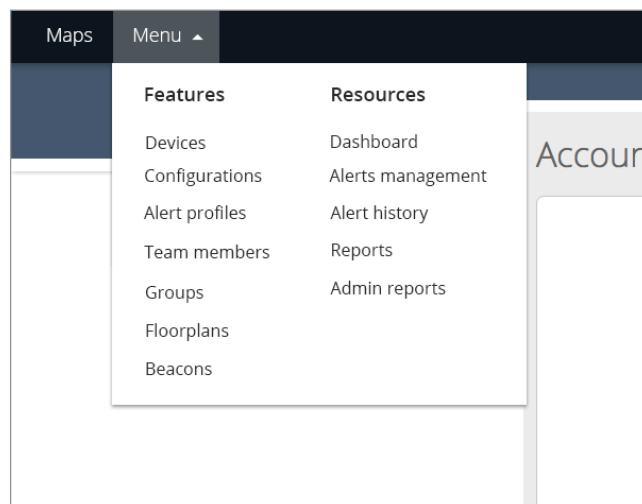 Maps Menu
Features
Devices
Configurations
Alert profiles
Team members
Groups
Floorplans
Beacons
Resources
Dashboard
Alerts management
Alert history
Reports
Admin reports